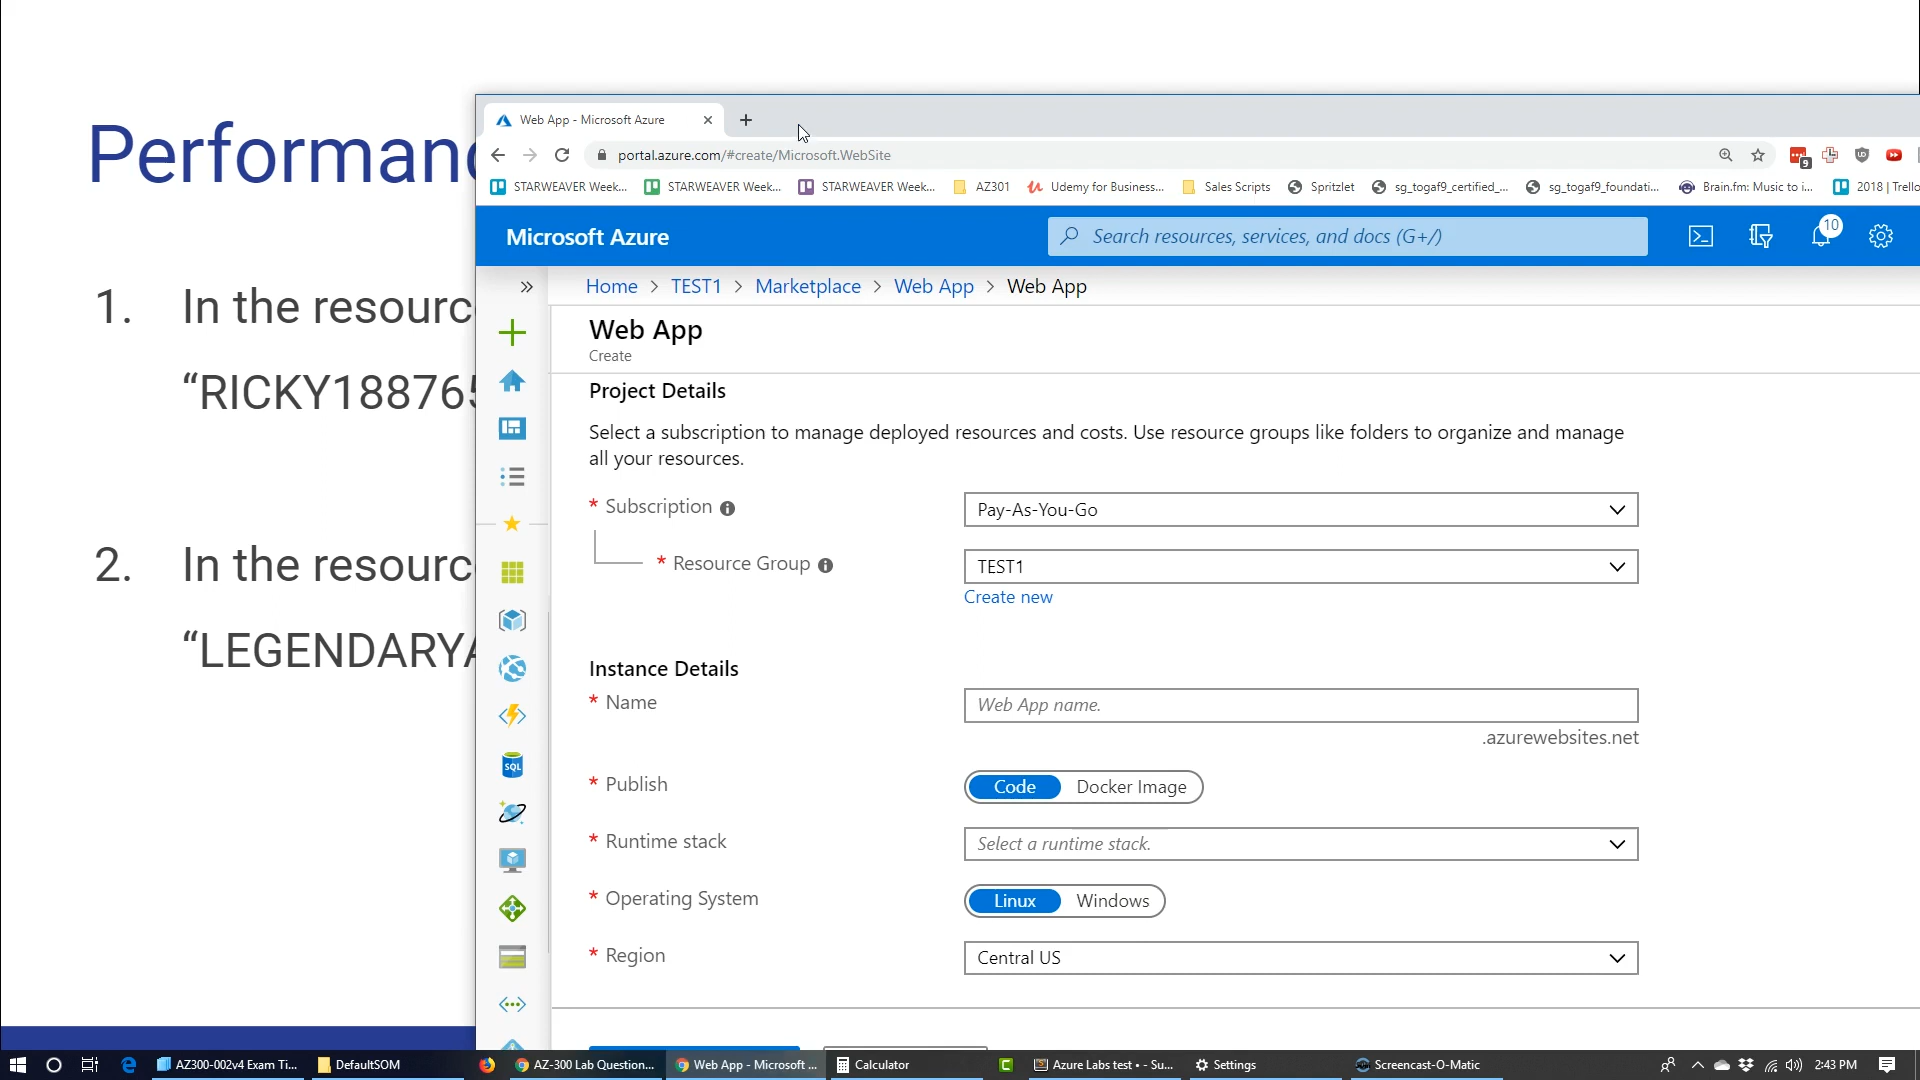 Performanc
1. In the resourc
“RICKY188765
2. In the resourc
“LEGENDARYA
Web App - Microsoft Azure
portal.azure.com/#create/Microsoft.WebSite
9
STARWEAVER Week...
STARWEAVER Week...
STARWEAVER Week...
AZ301
Udemy for Business...
Sales Scripts
Spritzlet
sg_togaf9_certified_...
sg_togaf9_foundati...
Brain.fm: Music to i...
2018 | Trello
Microsoft Azure
Search resources, services, and docs (G+/)
10
Home > TEST1 > Marketplace > Web App > Web App
Web App
Create
Project Details
Select a subscription to manage deployed resources and costs. Use resource groups like folders to organize and manage
all your resources.
* Subscription
Pay-As-You-Go
* Resource Group
TEST1
Create new
Instance Details
* Name
Web App name.
.azurewebsites.net
* Publish
Code
Docker Image
* Runtime stack
Select a runtime stack.
* Operating System
Linux
Windows
* Region
Central US
SQL
AZ300-002v4 Exam Ti...
DefaultSOM
AZ-300 Lab Question...
Web App - Microsoft ...
Calculator
Azure Labs test • - Su...
Settings
Screencast-O-Matic
2:43 PM